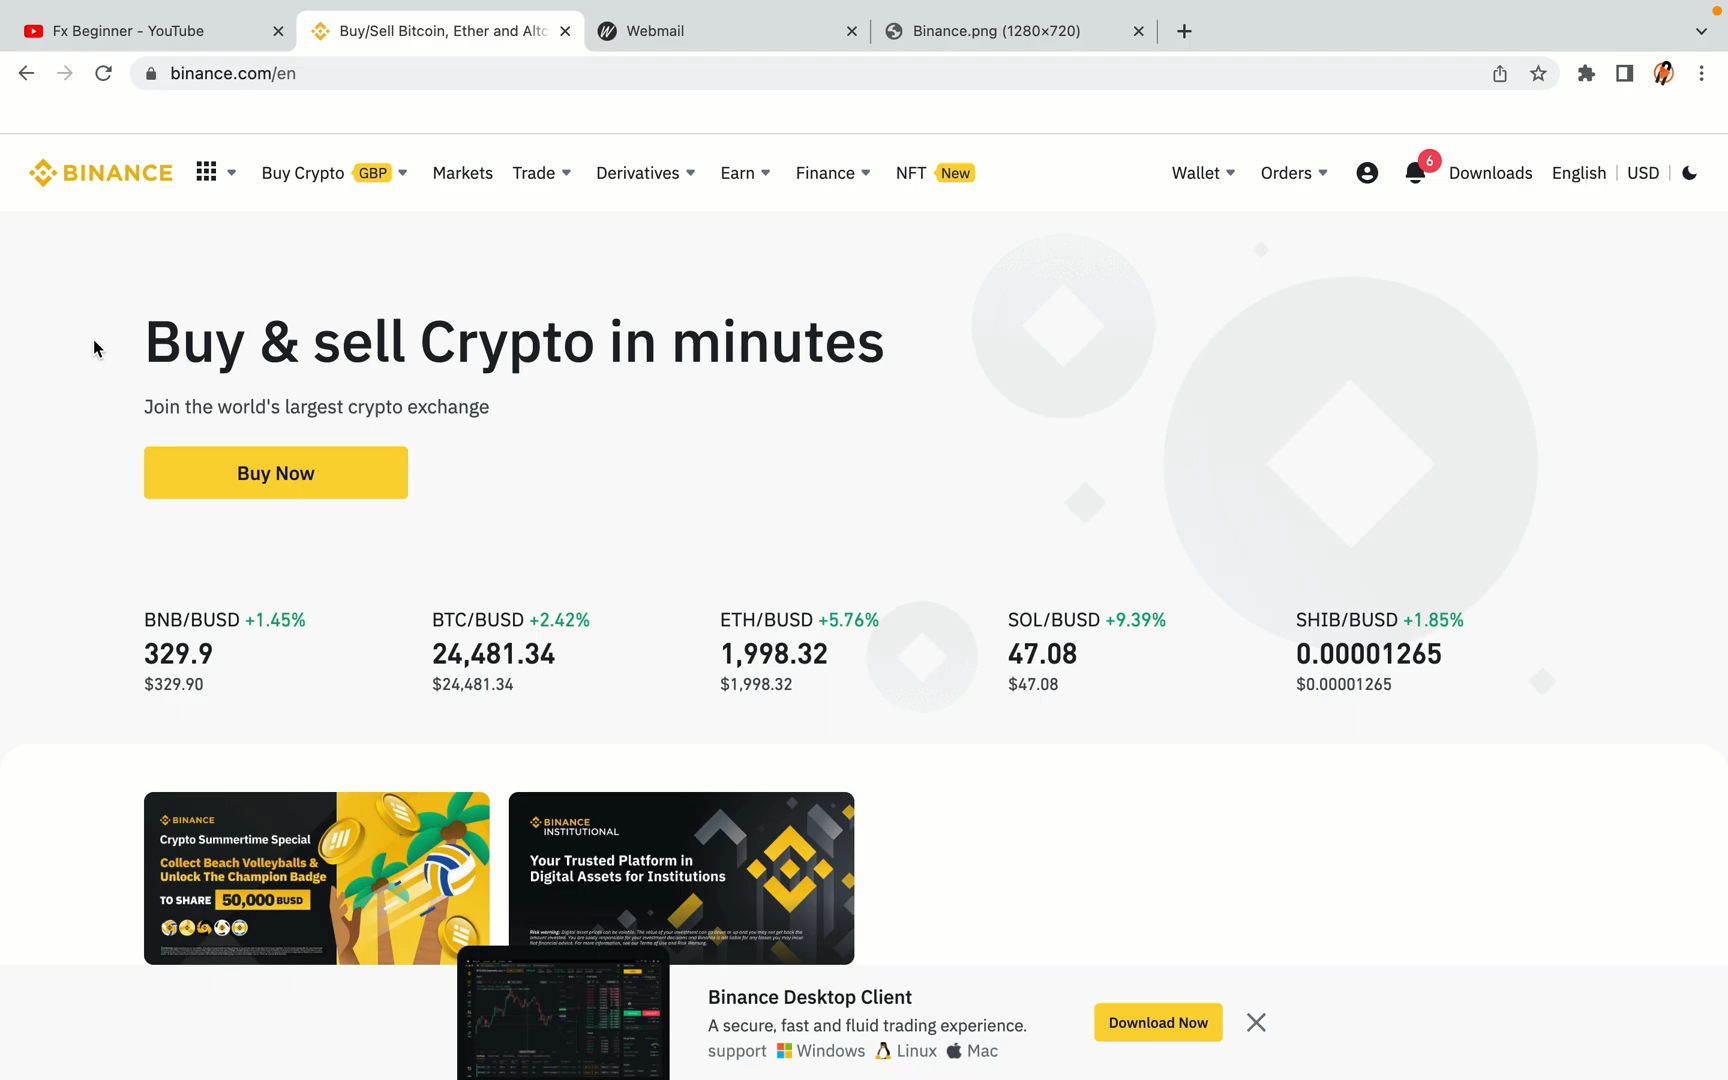 Fx Beginner - YouTube
Buy/Sell Bitcoin, Ether and Altc
Webmail
Binance.png (1280×720)
binance.com/en
BINANCE
Buy Crypto GBP
Markets
Trade
Derivatives
Earn
Finance
NFT New
Wallet
Orders
6
Downloads
English
USD
Buy & sell Crypto in minutes
Join the world's largest crypto exchange
Buy Now
BNB/BUSD +1.45%
329.9
$329.90
BTC/BUSD +2.42%
24,481.34
$24,481.34
ETH/BUSD +5.76%
1,998.32
$1,998.32
SOL/BUSD +9.39%
47.08
$47.08
SHIB/BUSD +1.85%
0.00001265
$0.00001265
BINANCE
Crypto Summertime Special
Collect Beach Volleyballs &
Unlock The Champion Badge
TO SHARE 50,000 BUSD
BINANCE
INSTITUTIONAL
Your Trusted Platform in
Digital Assets for Institutions
Binance Desktop Client
A secure, fast and fluid trading experience.
support Windows Linux Mac
Download Now